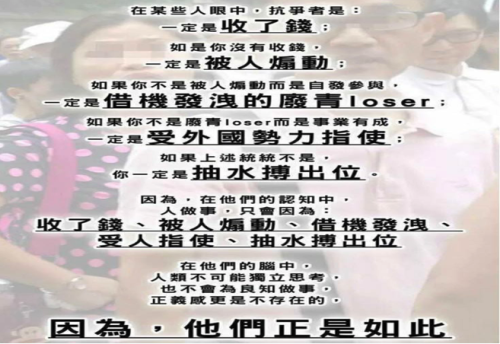 在某些人眼中，抗爭者是：
一定是收了錢；
如是你沒有收錢，
一定是被人煽動；
如果你不是被人煽動而是自發參與，
一定是借機發洩的廢青loser；
如果你不是廢青loser而是事業有成，
一定是受外國勢力指使；
如果上述統統不是，
你一定是抽水搏出位。
因為，在他們的認知中，
人做事，只會因為：
收了錢、被人煽動、借機發洩、
受人指使、抽水搏出位
在他們的腦中，
人類不可能獨立思考，
也不會為良知做事，
正義感更是不存在的，
因為，他們正是如此